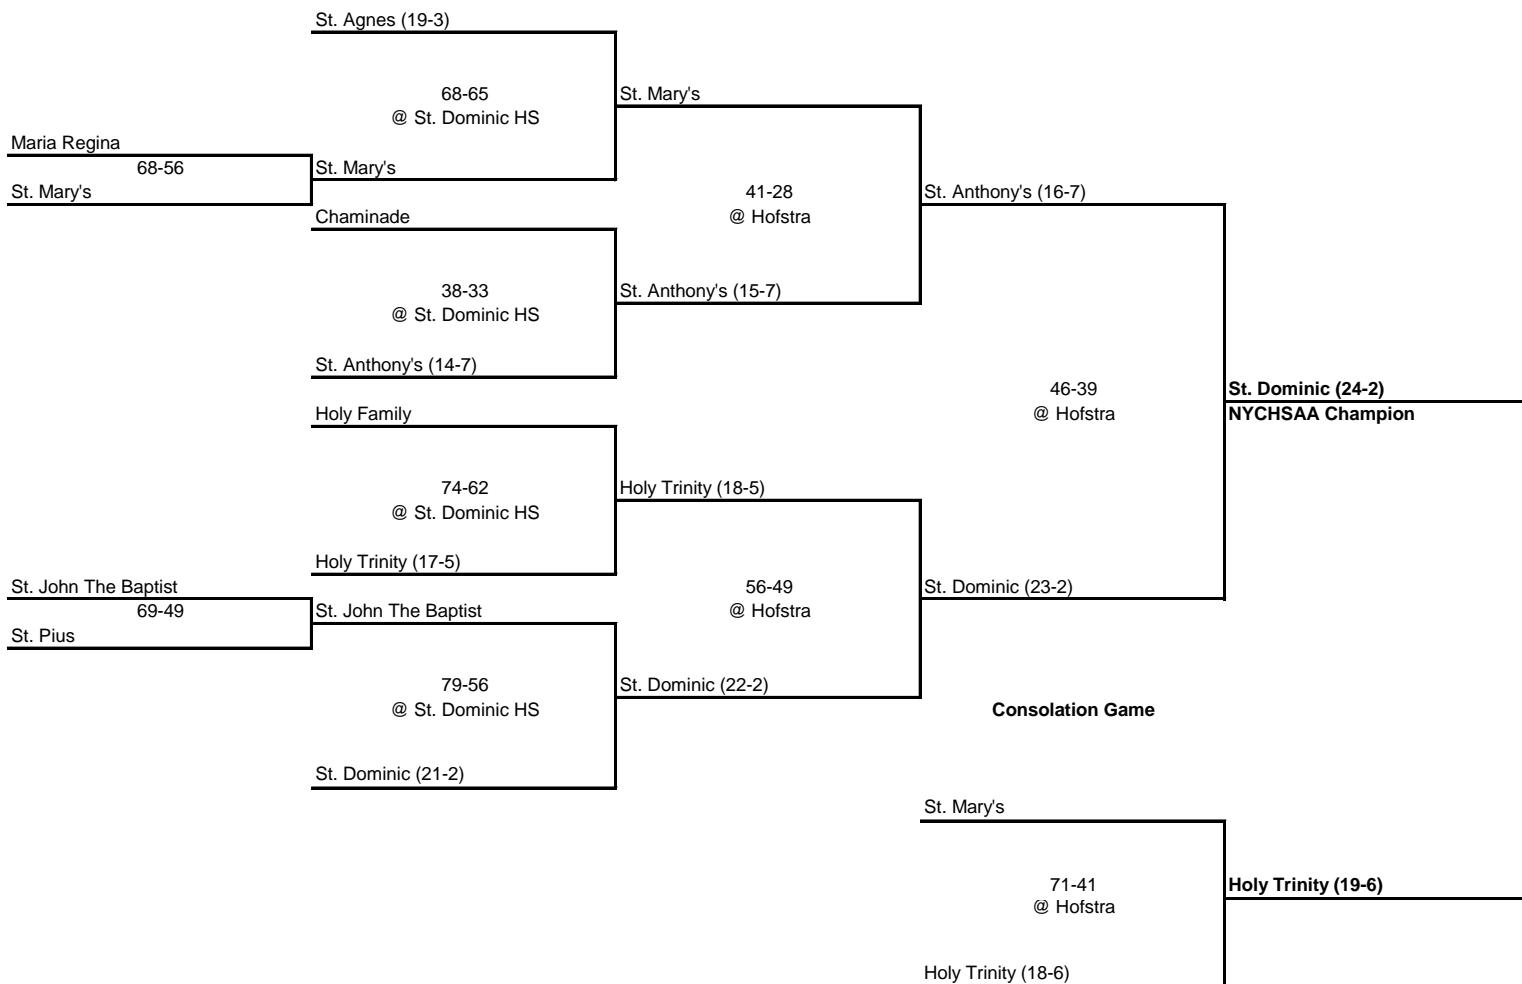 St. Agnes (19-3)
68-65
@ St. Dominic HS
St. Mary's
Maria Regina
68-56
St. Mary's
St. Mary's
41-28
@ Hofstra
St. Anthony's (16-7)
Chaminade
38-33
@ St. Dominic HS
St. Anthony's (15-7)
St. Anthony's (14-7)
46-39
@ Hofstra
St. Dominic (24-2)
NYCHSAA Champion
Holy Family
74-62
@ St. Dominic HS
Holy Trinity (18-5)
Holy Trinity (17-5)
56-49
@ Hofstra
St. Dominic (23-2)
St. John The Baptist
69-49
St. Pius
St. John The Baptist
79-56
@ St. Dominic HS
St. Dominic (22-2)
St. Dominic (21-2)
Consolation Game
St. Mary's
71-41
@ Hofstra
Holy Trinity (19-6)
Holy Trinity (18-6)